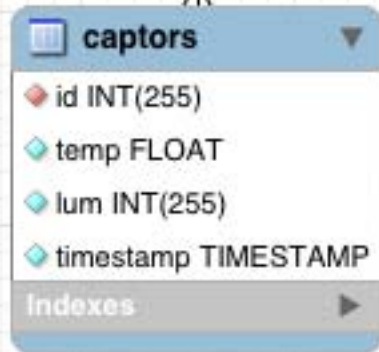 captors
id INT(255)
temp FLOAT
lum INT(255)
timestamp TIMESTAMP
Indexes